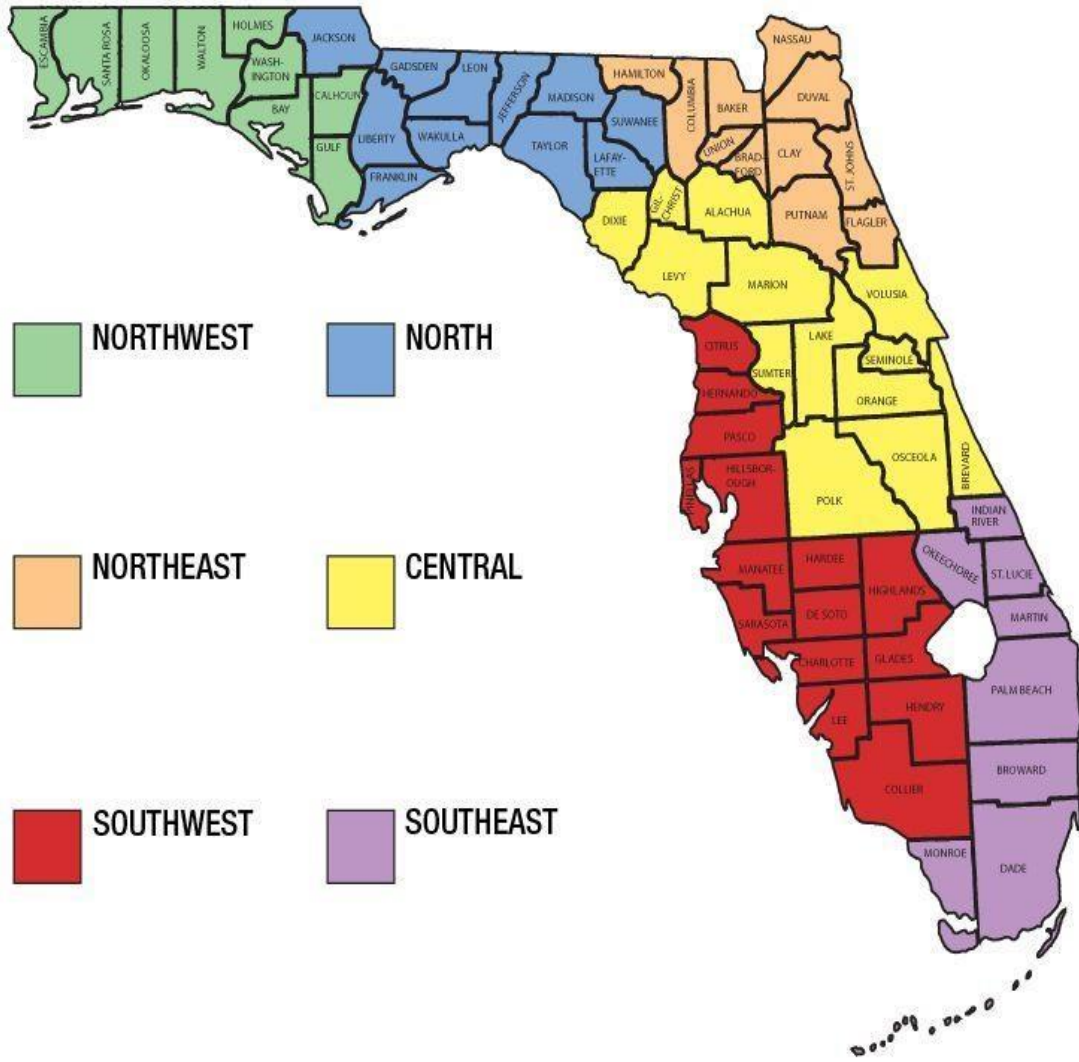 ESCAMBIA
SANTA ROSA
OKALOOSA
WALTON
HOLMES
WASH-
INGTON
BAY
JACKSON
CALHOUN
GULF
GADSDEN
LIBERTY
FRANKLIN
LEON
WAKULLA
JEFFERSON
MADISON
TAYLOR
HAMILTON
SUWANEE
LAFAY-
ETTE
COLUMBIA
BAKER
NASSAU
DUVAL
UNION
BRAD-
FORD
CLAY
ST. JOHNS
PUTNAM
FLAGLER
DIXIE
GIL-
CHRIST
ALACHUA
LEVY
MARION
VOLUSIA
NORTHWEST
NORTH
CITRUS
SUMTER
LAKE
SEMINOLE
HERNANDO
ORANGE
PASCO
OSCEOLA
BREVARD
PINELLAS
HILLSBOR-
OUGH
POLK
INDIAN
RIVER
NORTHEAST
CENTRAL
MANATEE
HARDEE
HIGHLANDS
OKEECHOBEE
ST. LUCIE
SARASOTA
DE SOTO
MARTIN
CHARLOTTE
GLADES
PALM BEACH
LEE
HENDRY
BROWARD
COLLIER
SOUTHWEST
SOUTHEAST
MONROE
DADE